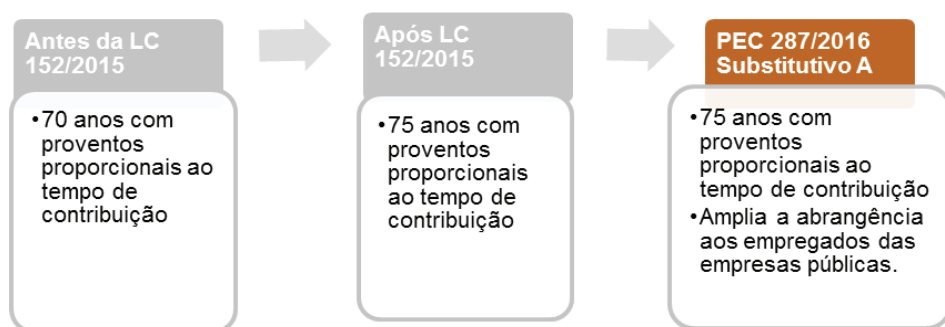 Antes da LC
152/2015
•70 anos com
proventos
proporcionais ao
tempo de
contribuição
Após LC
152/2015
•75 anos com
proventos
proporcionais
ao tempo de
contribuição
PEC 287/2016
Substitutivo A
•75 anos com
proventos
proporcionais ao
tempo de contribuição
•Amplia a abrangência
aos empregados das
empresas públicas.